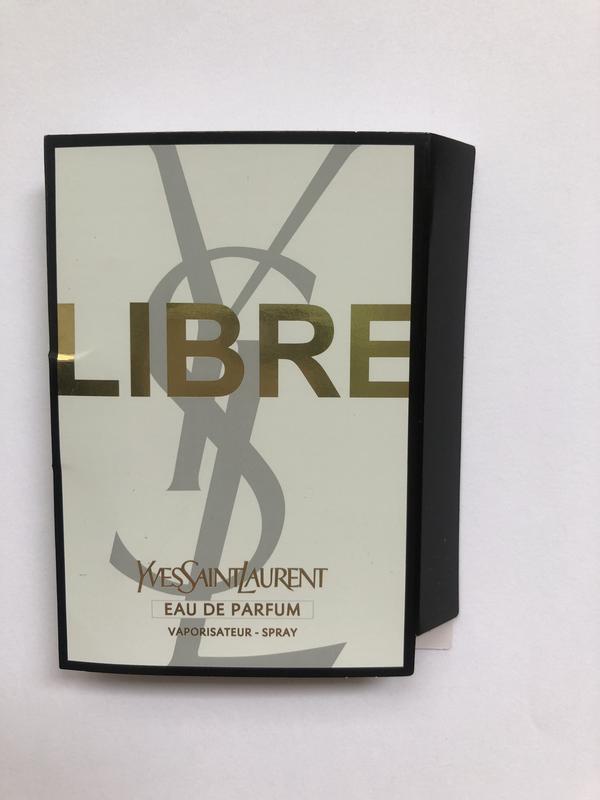 LIBRE
YVESSAINTLAURENT
EAU DE PARFUM
VAPORISATEUR - SPRAY